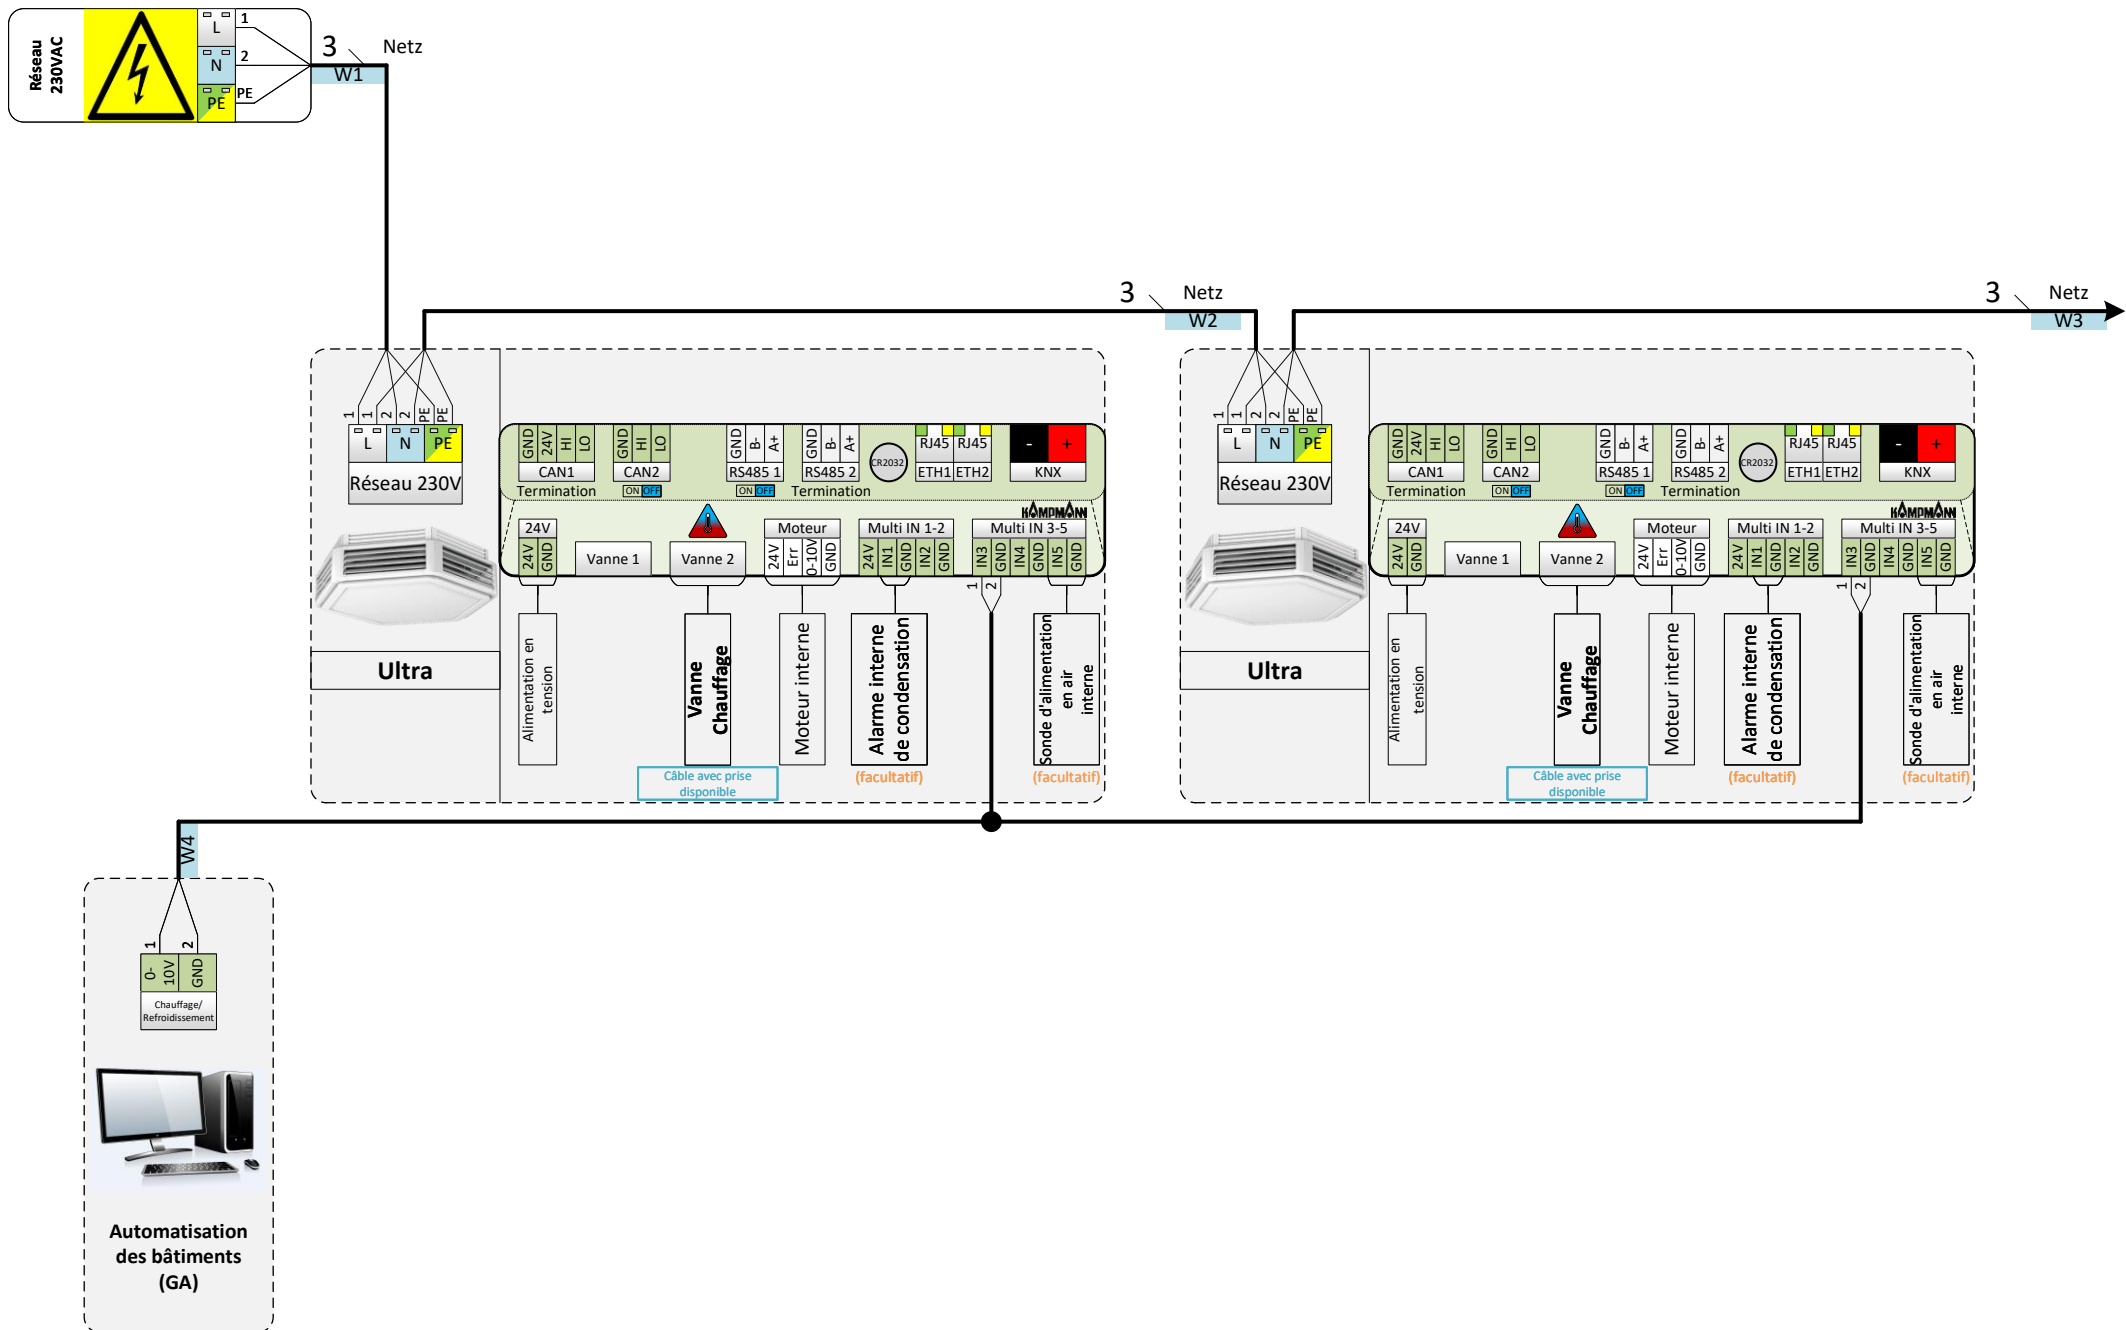 Réseau
230VAC
L
N
PE
1
2
PE
3
Netz
W1
3
Netz
W2
3
Netz
W3
1
1
2
2
PE
PE
L
N
PE
Réseau 230V
GND
24V
HI
LO
CAN1
GND
HI
LO
CAN2
GND
B-
A+
RS485 1
GND
B-
A+
RS485 2
CR2032
RJ45
RJ45
ETH1
ETH2
-
+
KNX
Termination
ON
OFF
ON
OFF
Termination
KAMPMANN
24V
24V
GND
Vanne 1
Vanne 2
Moteur
24V
Err
0-10V
GND
Multi IN 1-2
24V
IN1
GND
IN2
GND
Multi IN 3-5
IN3
GND
IN4
GND
IN5
GND
1
2
Ultra
Alimentation en
tension
Vanne
Chauffage
Câble avec prise
disponible
Moteur interne
Alarme interne
de condensation
(facultatif)
Sonde d'alimentation
en air
interne
(facultatif)
1
1
2
2
PE
PE
L
N
PE
Réseau 230V
GND
24V
HI
LO
CAN1
GND
HI
LO
CAN2
GND
B-
A+
RS485 1
GND
B-
A+
RS485 2
CR2032
RJ45
RJ45
ETH1
ETH2
-
+
KNX
Termination
ON
OFF
ON
OFF
Termination
KAMPMANN
24V
24V
GND
Vanne 1
Vanne 2
Moteur
24V
Err
0-10V
GND
Multi IN 1-2
24V
IN1
GND
IN2
GND
Multi IN 3-5
IN3
GND
IN4
GND
IN5
GND
1
2
Ultra
Alimentation en
tension
Vanne
Chauffage
Câble avec prise
disponible
Moteur interne
Alarme interne
de condensation
(facultatif)
Sonde d'alimentation
en air
interne
(facultatif)
W4
1
2
0-
10V
GND
Chauffage/
Refroidissement
Automatisation
des bâtiments
(GA)